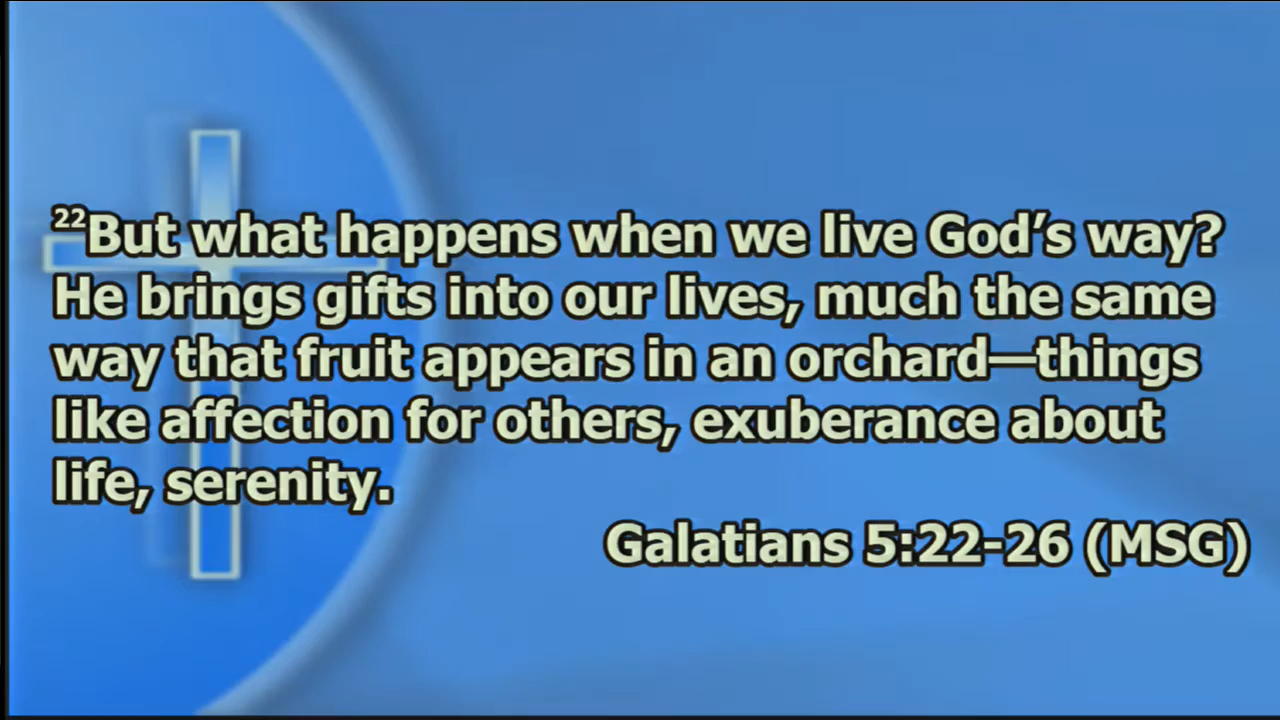 ²²But what happens when we live God’s way?
He brings gifts into our lives, much the same
way that fruit appears in an orchard—things
like affection for others, exuberance about
life, serenity.
Galatians 5:22-26 (MSG)